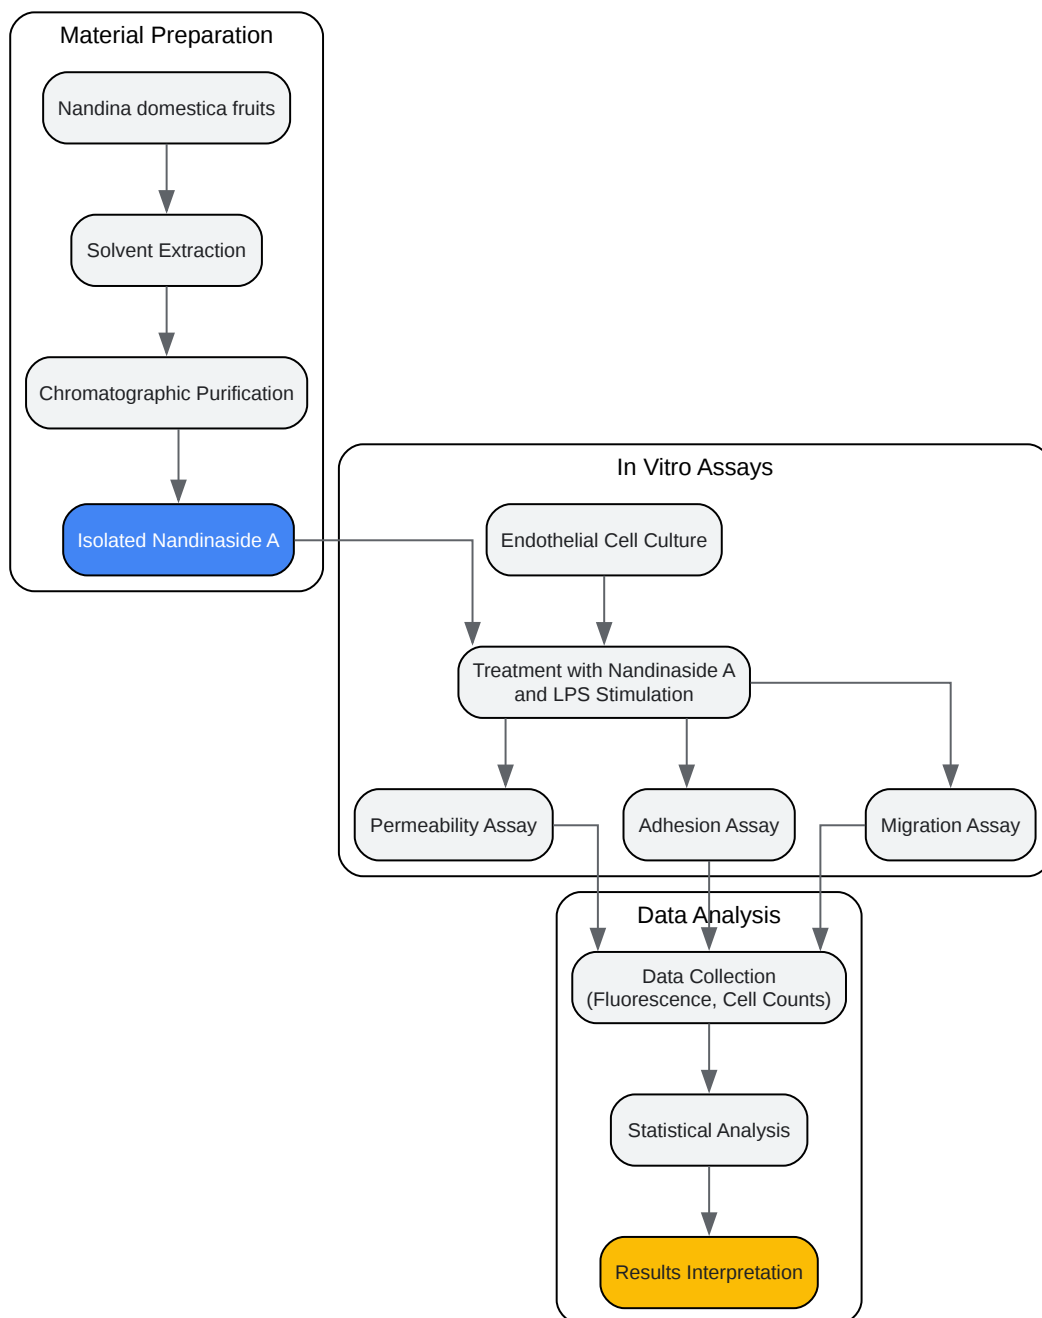 Material Preparation
Nandina domestica fruits
Solvent Extraction
Chromatographic Purification
Isolated Nandinaside A
In Vitro Assays
Endothelial Cell Culture
Treatment with Nandinaside A
and LPS Stimulation
Permeability Assay
Adhesion Assay
Migration Assay
Data Analysis
Data Collection
(Fluorescence, Cell Counts)
Statistical Analysis
Results Interpretation